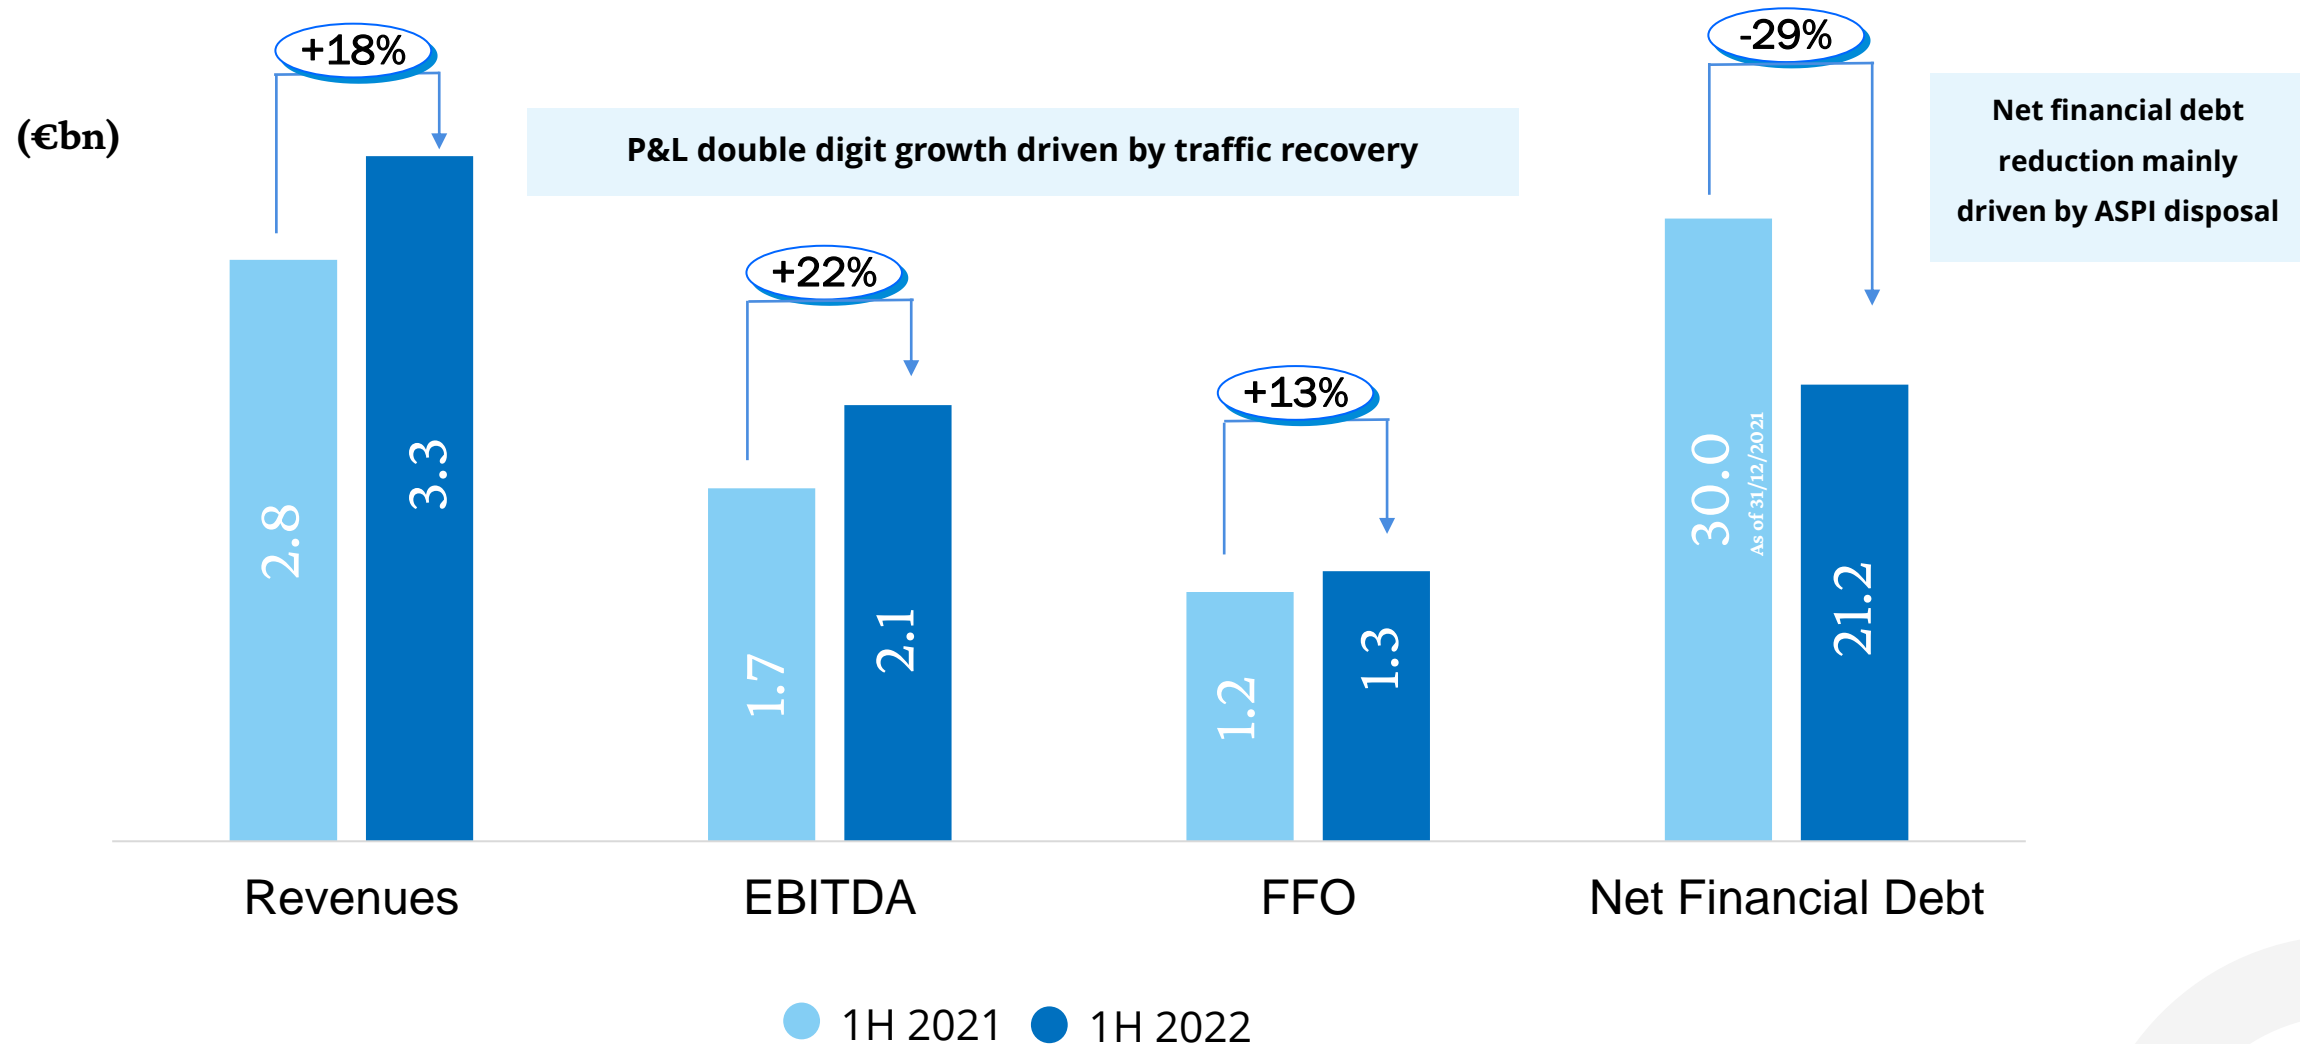 (€bn)
+18%
2.8
3.3
P&L double digit growth driven by traffic recovery
+22%
1.7
2.1
+13%
1.2
1.3
-29%
30.0
As of 31/12/2021
21.2
Net financial debt
reduction mainly
driven by ASPI disposal
Revenues
EBITDA
FFO
Net Financial Debt
1H 2021
1H 2022